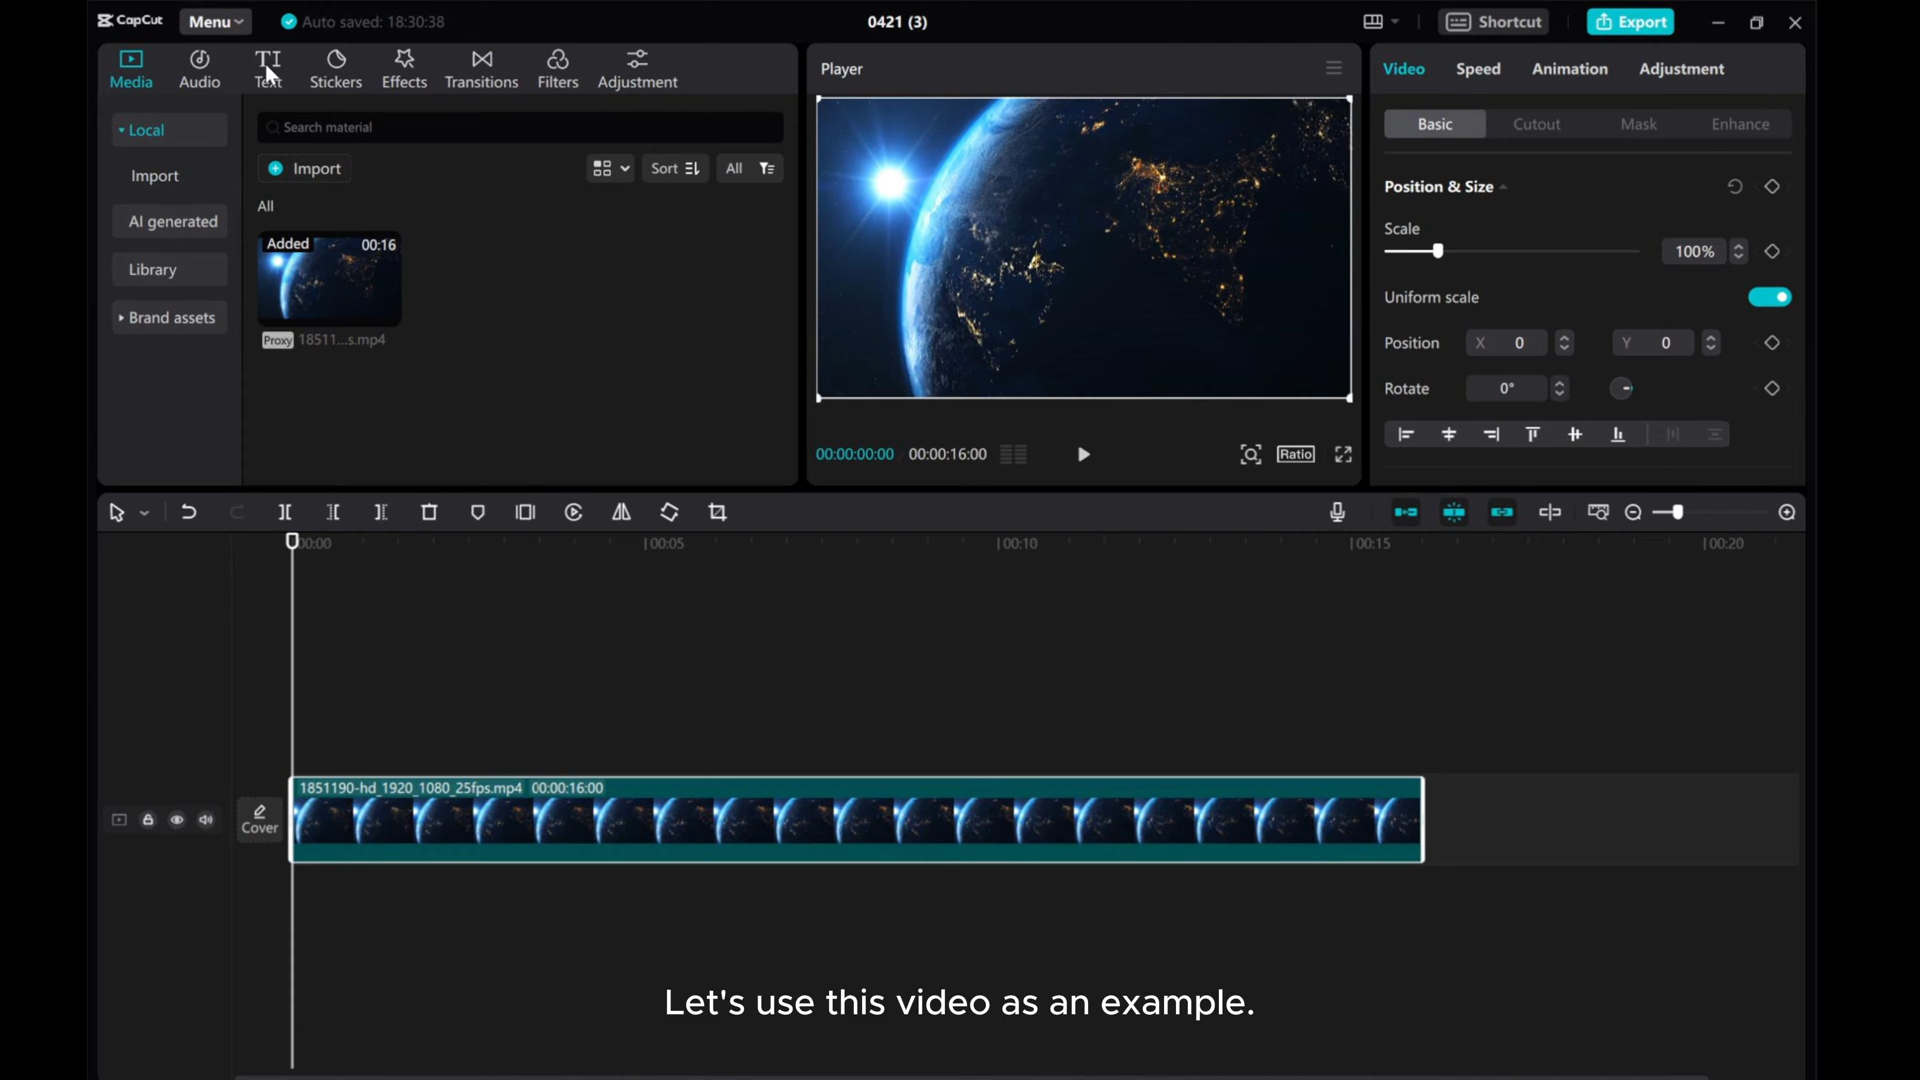 CapCut
Menu
Auto saved: 18:30:38
0421 (3)
Shortcut
Export
Media
Audio
TI
Text
Stickers
Effects
Transitions
Filters
Adjustment
Local
Import
AI generated
Library
Brand assets
Search material
Import
Sort
All
All
Added
00:16
Proxy
18511...s.mp4
Player
00:00:00:00
00:00:16:00
Ratio
Video
Speed
Animation
Adjustment
Basic
Cutout
Mask
Enhance
Position & Size
Scale
100%
Uniform scale
Position
X 0
Y 0
Rotate
0°
00:00
00:05
00:10
00:15
00:20
Cover
1851190-hd_1920_1080_25fps.mp4 00:00:16:00
Let's use this video as an example.